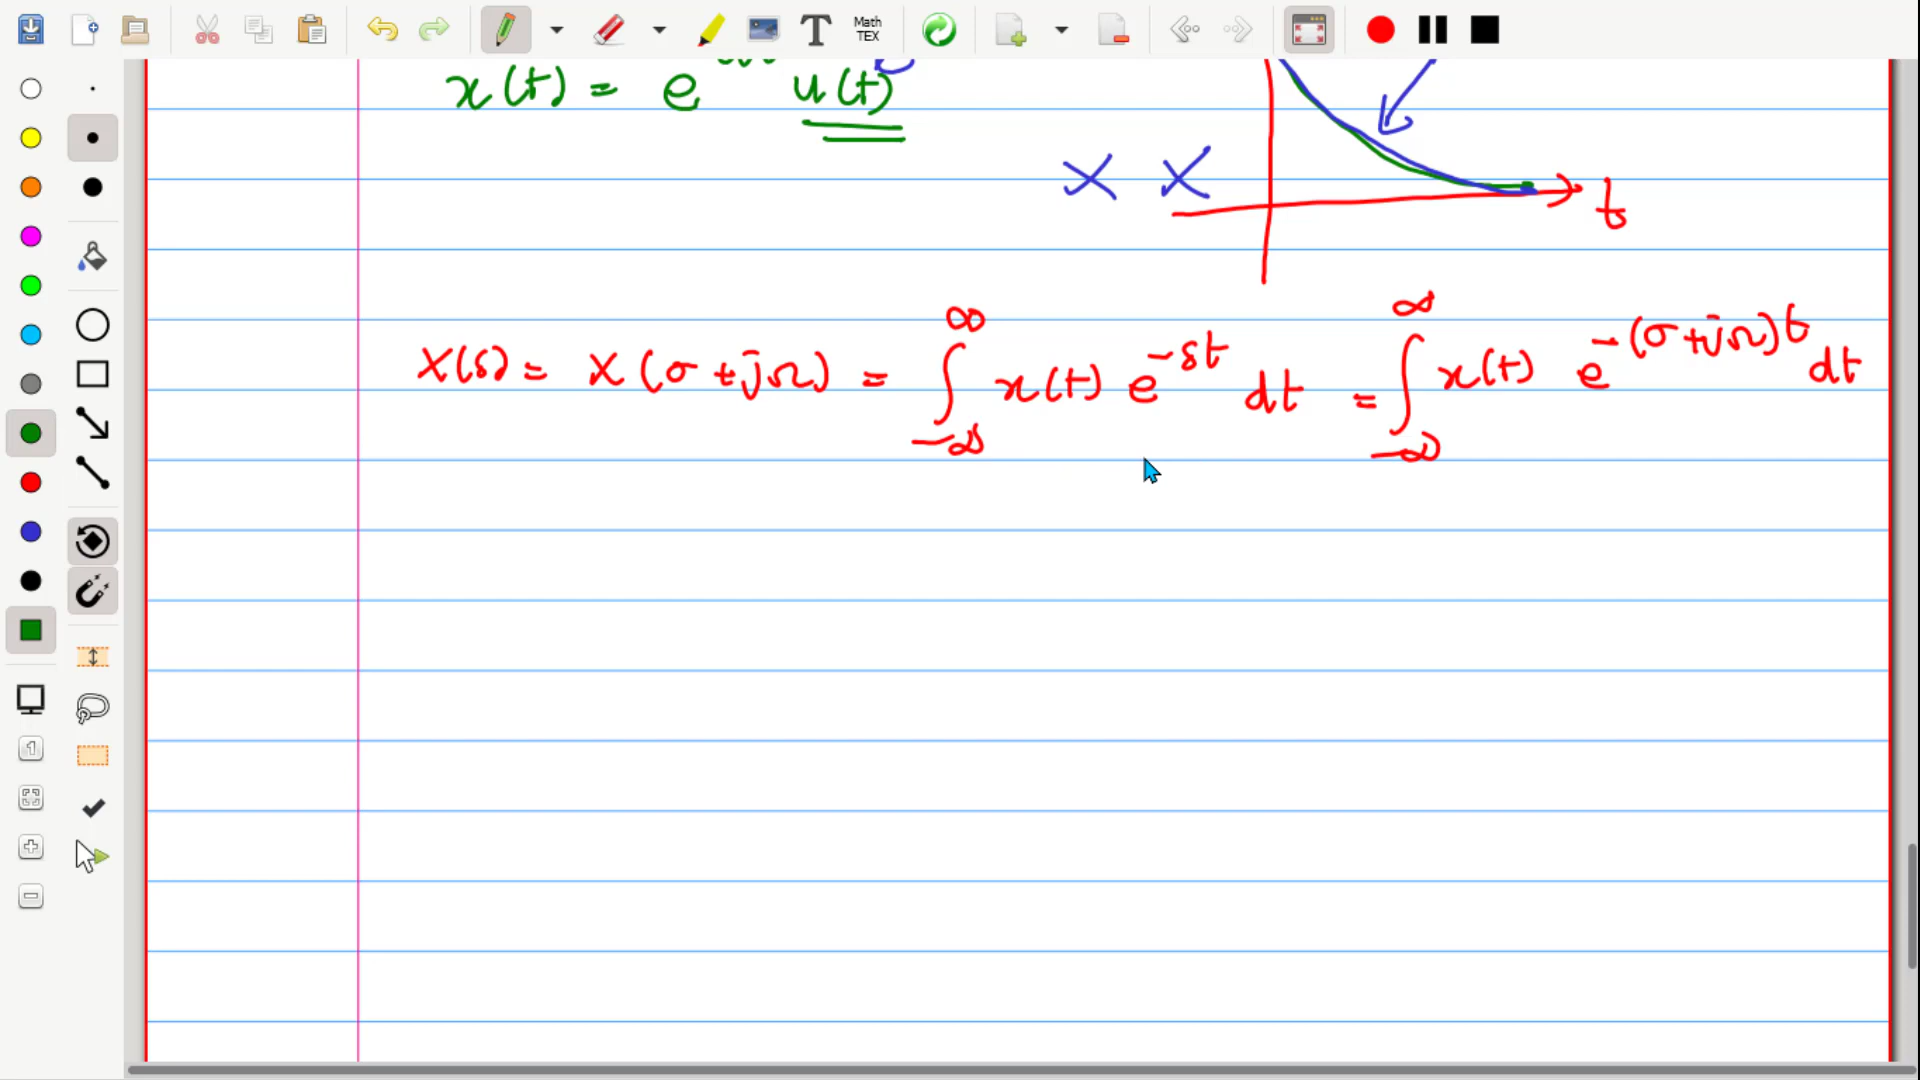 Math
TEX
x(t) = e u(t)
x x
t
X(s) = X(σ+jΩ) = ∫_{-∞}^{∞} x(t) e^{-st} dt = ∫_{-∞}^{∞} x(t) e^{-(σ+jΩ)t} dt